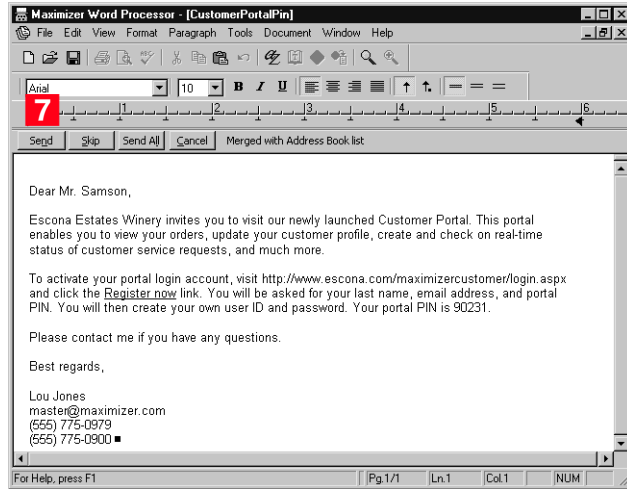 Maximizer Word Processor - [CustomerPortalPin]
File Edit View Format Paragraph Tools Document Window Help
Arial 10 B I U
7 1 2 3 4 5 6
Send Skip Send All Cancel Merged with Address Book list
Dear Mr. Samson,
Escona Estates Winery invites you to visit our newly launched Customer Portal. This portal
enables you to view your orders, update your customer profile, create and check on real-time
status of customer service requests, and much more.
To activate your portal login account, visit http://www.escona.com/maximizercustomer/login.aspx
and click the Register now link. You will be asked for your last name, email address, and portal
PIN. You will then create your own user ID and password. Your portal PIN is 90231.
Please contact me if you have any questions.
Best regards,
Lou Jones
master@maximizer.com
(555) 775-0979
(555) 775-0900
For Help, press F1 Pg.1/1 Ln.1 Col.1 NUM